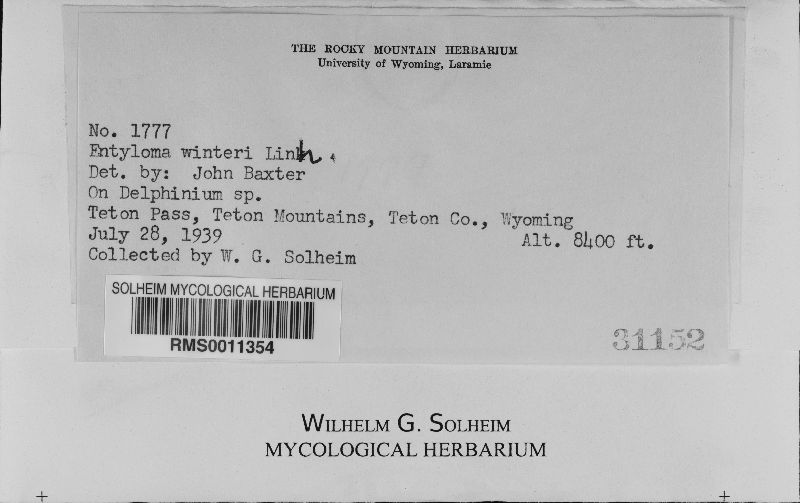 THE ROCKY MOUNTAIN HERBARIUM
University of Wyoming, Laramie
No. 1777
Entyloma winteri Linh.
Det. by: John Baxter
On Delphinium sp.
Teton Pass, Teton Mountains, Teton Co., Wyoming
July 28, 1939 Alt. 8400 ft.
Collected by W. G. Solheim
SOLHEIM MYCOLOGICAL HERBARIUM
RMS0011354
31152
WILHELM G. SOLHEIM
MYCOLOGICAL HERBARIUM